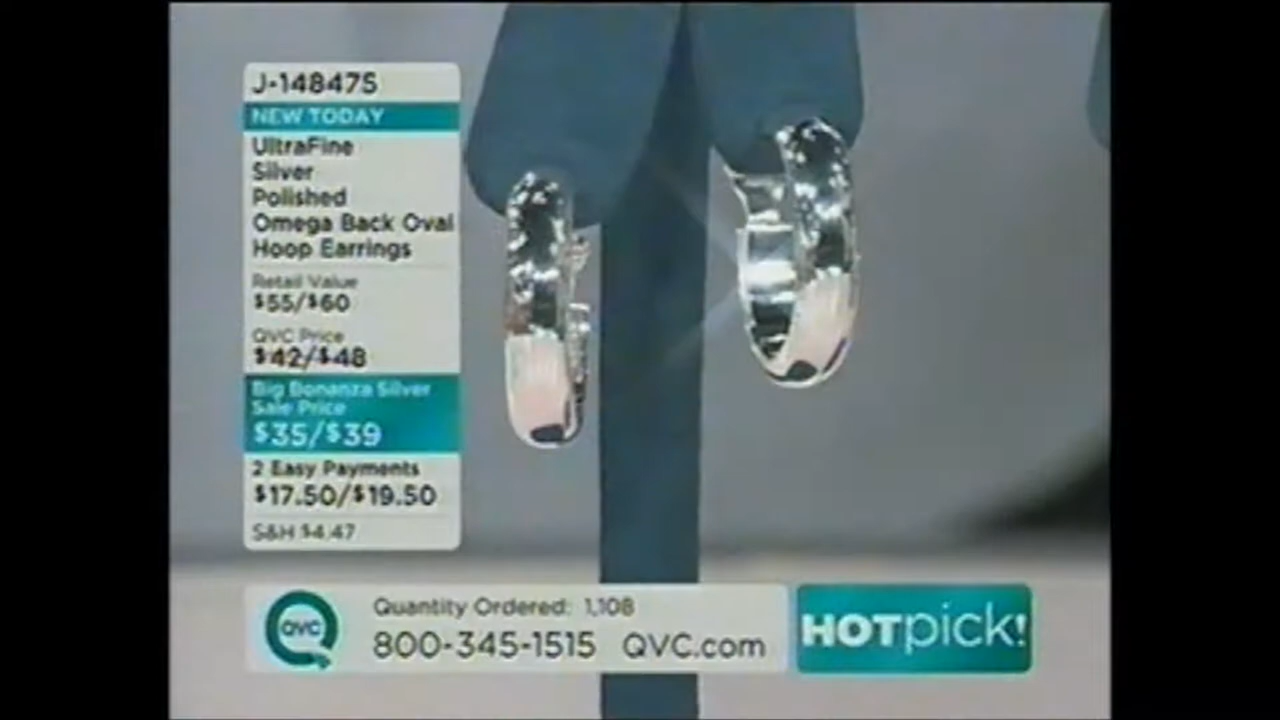 J-148475
NEW TODAY
UltraFine
Silver
Polished
Omega Back Oval
Hoop Earrings
Retail Value
$55/$60
QVC Price
$42/$48
Big Bonanza Silver
Sale Price
$35/$39
2 Easy Payments
$17.50/$19.50
S&H $4.47
QVC
Quantity Ordered: 1,108
800-345-1515 QVC.com
HOTpick!